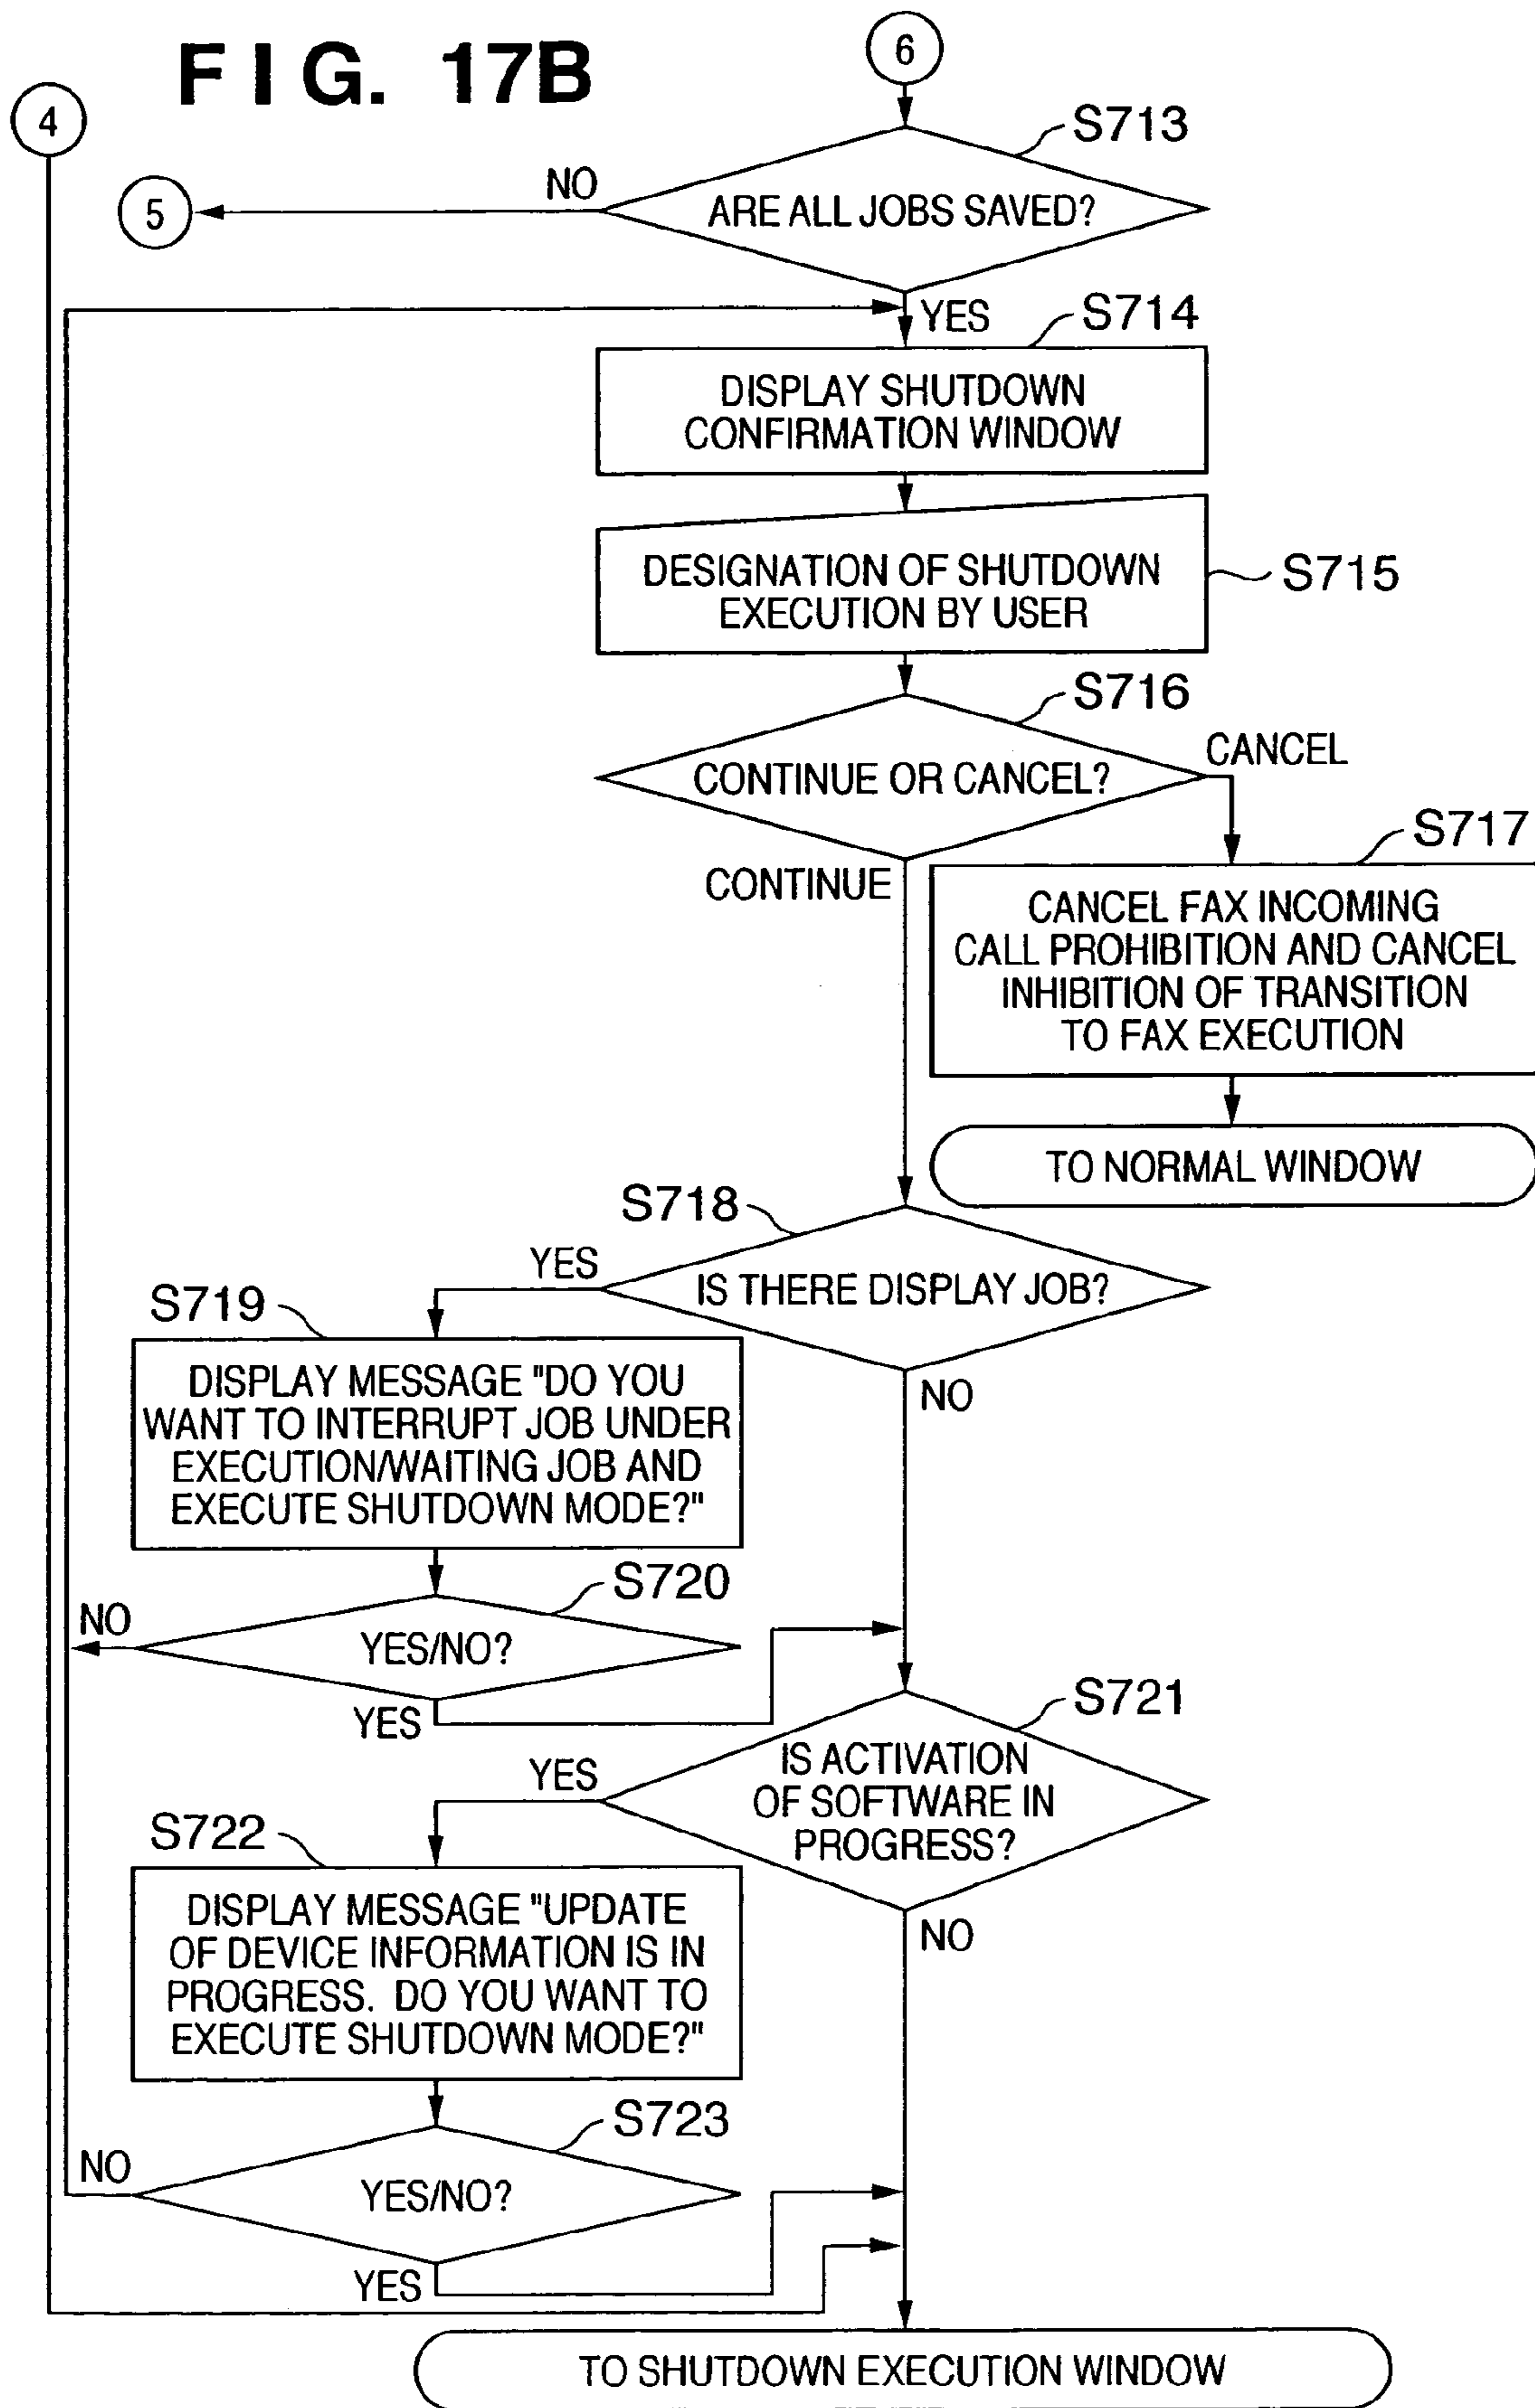 FIG. 17B
6
4
S713
NO
5
ARE ALL JOBS SAVED?
YES
S714
DISPLAY SHUTDOWN
CONFIRMATION WINDOW
DESIGNATION OF SHUTDOWN
EXECUTION BY USER
S715
S716
CANCEL
CONTINUE OR CANCEL?
S717
CONTINUE
CANCEL FAX INCOMING
CALL PROHIBITION AND CANCEL
INHIBITION OF TRANSITION
TO FAX EXECUTION
TO NORMAL WINDOW
S718
YES
IS THERE DISPLAY JOB?
NO
S719
DISPLAY MESSAGE "DO YOU
WANT TO INTERRUPT JOB UNDER
EXECUTION/WAITING JOB AND
EXECUTE SHUTDOWN MODE?"
S720
NO
YES/NO?
YES
S721
YES
IS ACTIVATION
OF SOFTWARE IN
PROGRESS?
NO
S722
DISPLAY MESSAGE "UPDATE
OF DEVICE INFORMATION IS IN
PROGRESS. DO YOU WANT TO
EXECUTE SHUTDOWN MODE?"
S723
NO
YES/NO?
YES
TO SHUTDOWN EXECUTION WINDOW